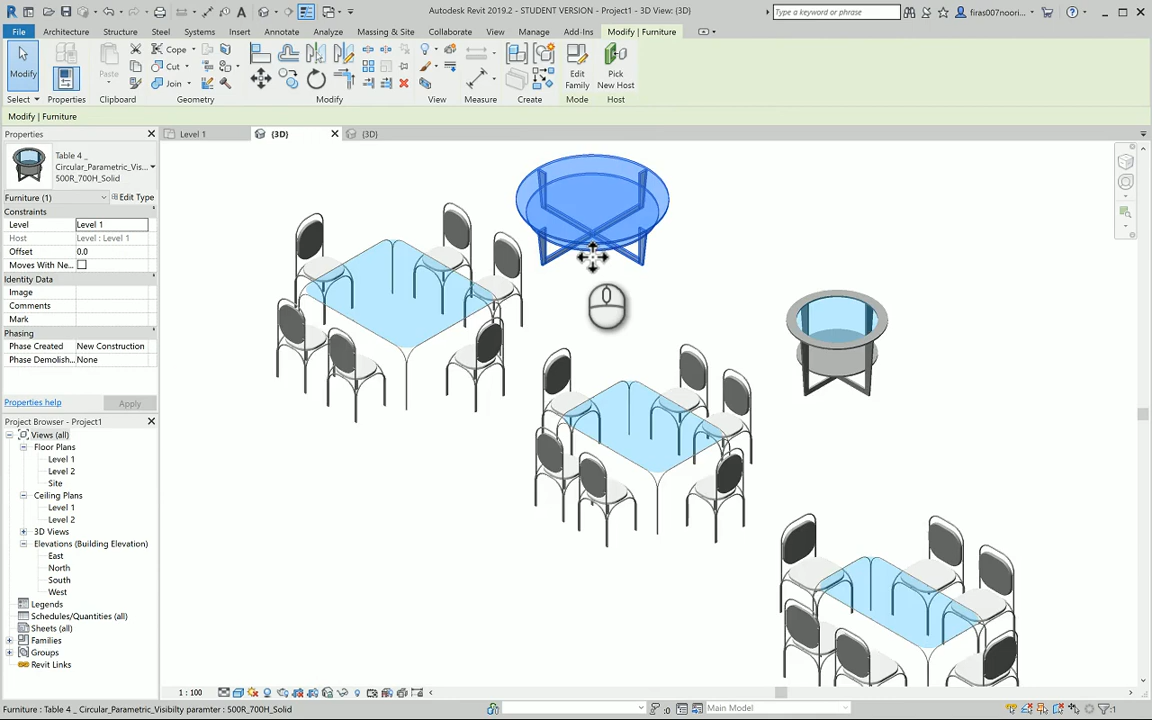 Autodesk Revit 2019.2 - STUDENT VERSION - Project1 - 3D View: {3D}
Type a keyword or phrase
firas007noori...
File Architecture Structure Steel Systems Insert Annotate Analyze Massing & Site Collaborate View Manage Add-Ins Modify | Furniture
Modify Paste Cope Cut Join Edit Family Pick New Host
Select Properties Clipboard Geometry Modify View Measure Create Mode Host
Modify | Furniture
Properties
Level 1 {3D} {3D}
Table 4 _
Circular_Parametric_Vis...
500R_700H_Solid
Furniture (1) Edit Type
Constraints
Level Level 1
Host Level : Level 1
Offset 0.0
Moves With Ne...
Identity Data
Image
Comments
Mark
Phasing
Phase Created New Construction
Phase Demolish... None
Properties help Apply
Project Browser - Project1
Views (all)
Floor Plans
Level 1
Level 2
Site
Ceiling Plans
Level 1
Level 2
3D Views
Elevations (Building Elevation)
East
North
South
West
Legends
Schedules/Quantities (all)
Sheets (all)
Families
Groups
Revit Links
1 : 100
Furniture : Table 4 _ Circular_Parametric_Visibilty paramter : 500R_700H_Solid
:0
Main Model
:1